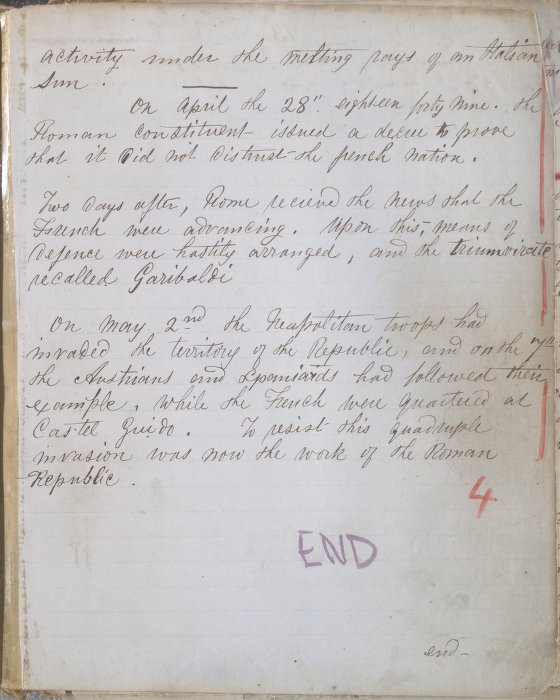 activity under the melting rays of an Italian
Sun.
On April the 28". eighteen forty nine. the
Roman constituent issued a decree to prove
that it did not distrust the french nation.
Two days after, Rome recieved the news that the
French were advancing. Upon this, means of
defence were hastily arranged, and the triumvirate
recalled Garibaldi
On May 2nd the Neapolitan troops had
invaded the territory of the Republic, and on the 7th
the Austrians and Spaniards had followed their
example, while the French were quartered at
Castel Guido. To resist this quadruple
invasion was now the work of the Roman
Republic.
4
END
end-